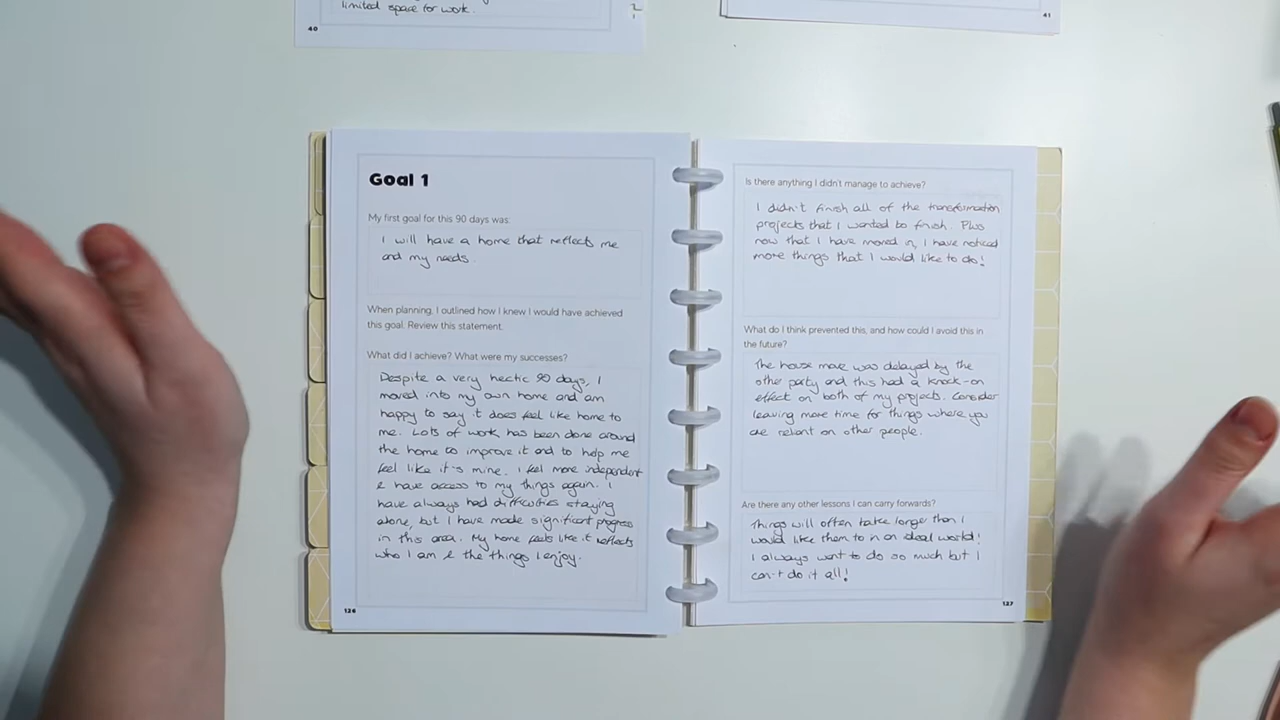 limited space for work.
40
41
Goal 1
My first goal for this 90 days was:
I will have a home that reflects me
and my needs.
When planning, I outlined how I knew I would have achieved
this goal. Review this statement.
What did I achieve? What were my successes?
Despite a very hectic 90 days, I
moved into my own home and am
happy to say it does feel like home to
me. Lots of work has been done around
the home to improve it and to help me
feel like it's mine. I feel more independent
& have access to my things again. I
have always had difficulties staying
alone, but I have made significant progress
in this area. My home feels like it reflects
who I am & the things I enjoy.
126
Is there anything I didn't manage to achieve?
I didn't finish all of the transformation
projects that I wanted to finish. Plus
now that I have moved in, I have noticed
more things that I would like to do!
What do I think prevented this, and how could I avoid this in
the future?
The house move was delayed by the
other party and this had a knock-on
effect on both of my projects. Consider
leaving more time for things where you
are reliant on other people.
Are there any other lessons I can carry forwards?
Things will often take longer than I
would like them to in an ideal world!
I always want to do so much but I
can't do it all!
127